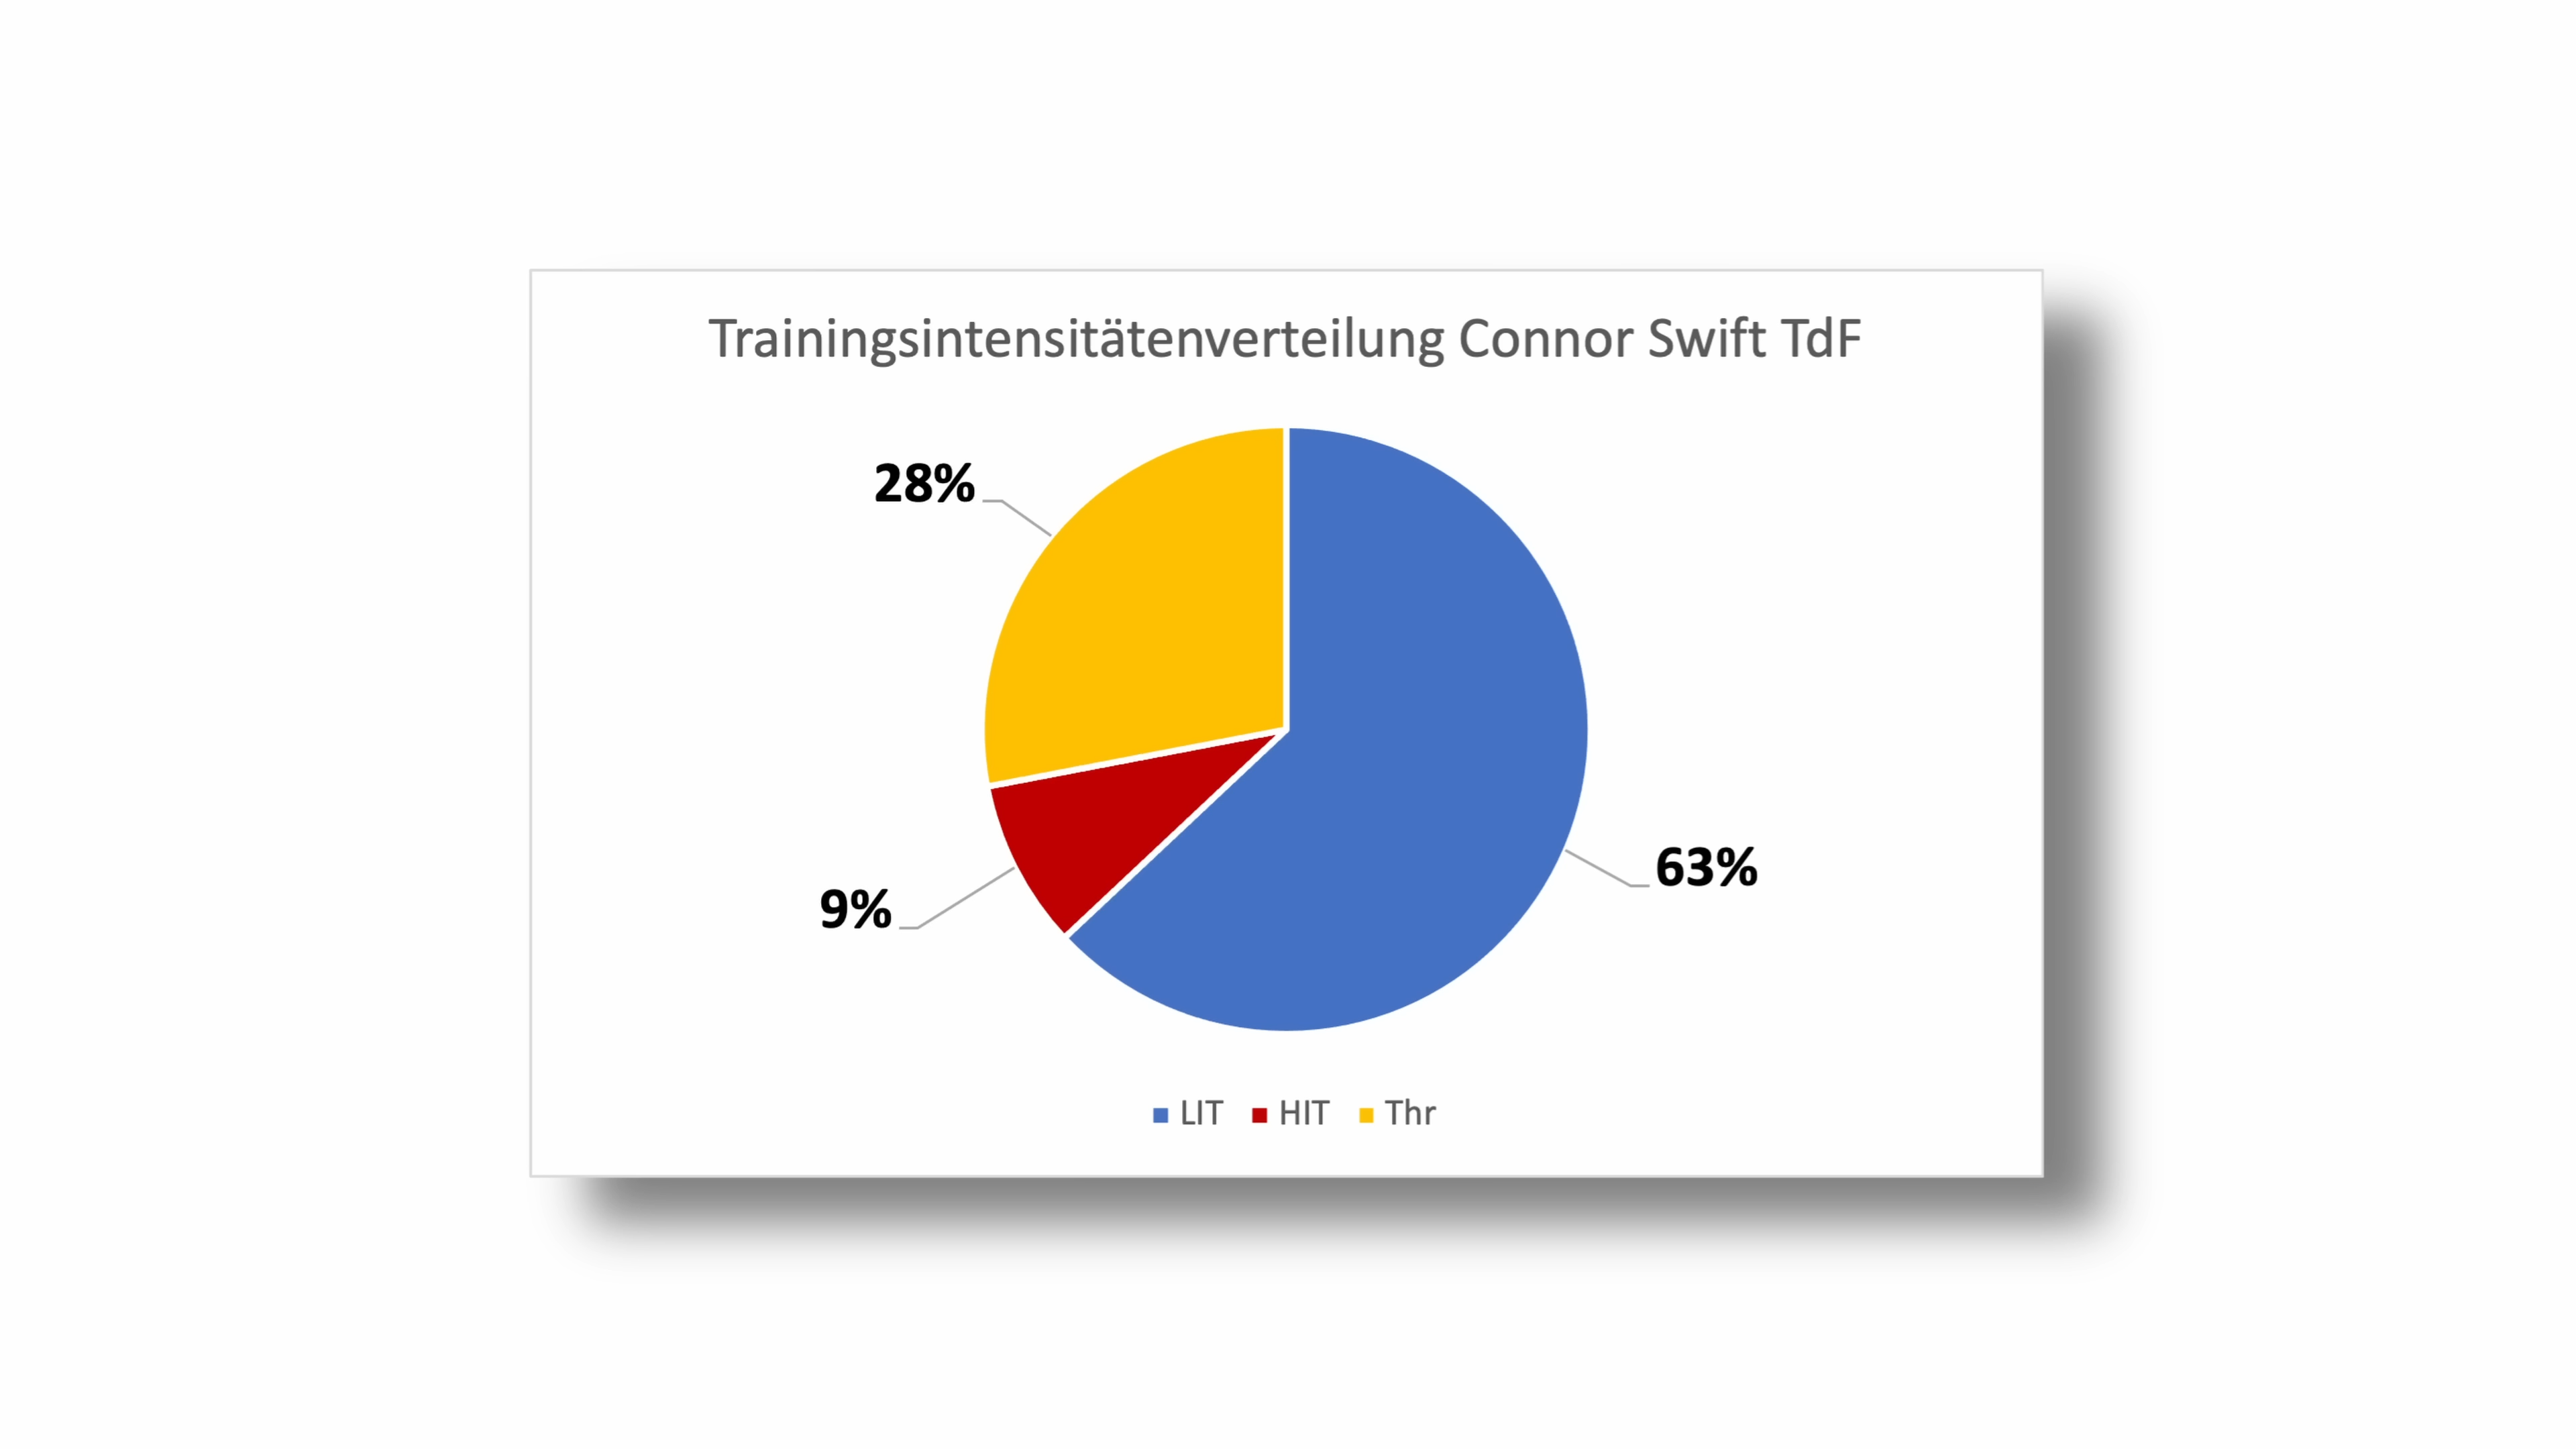 Trainingsintensitätenverteilung Connor Swift TdF
28%
63%
9%
LIT HIT Thr